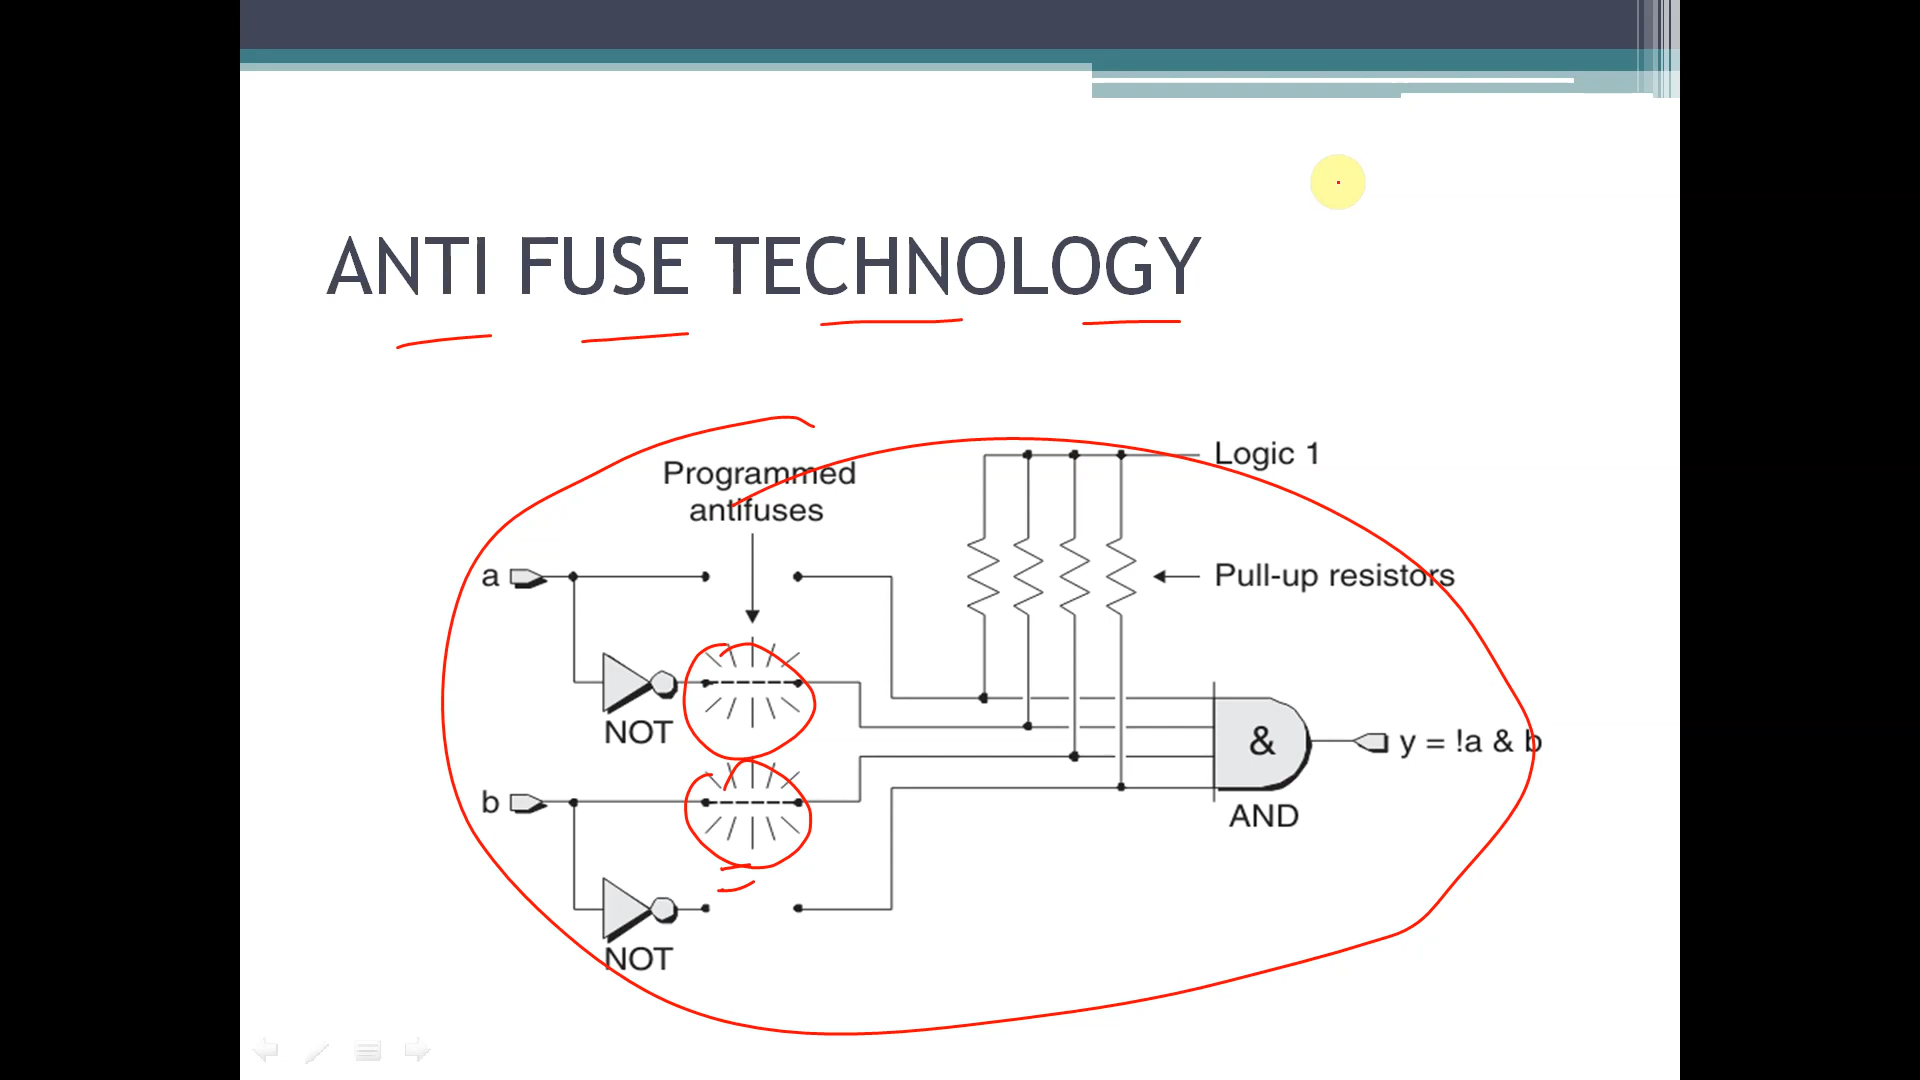 ANTI FUSE TECHNOLOGY
Logic 1
Programmed
antifuses
a
Pull-up resistors
NOT
& y = !a & b
b
AND
NOT